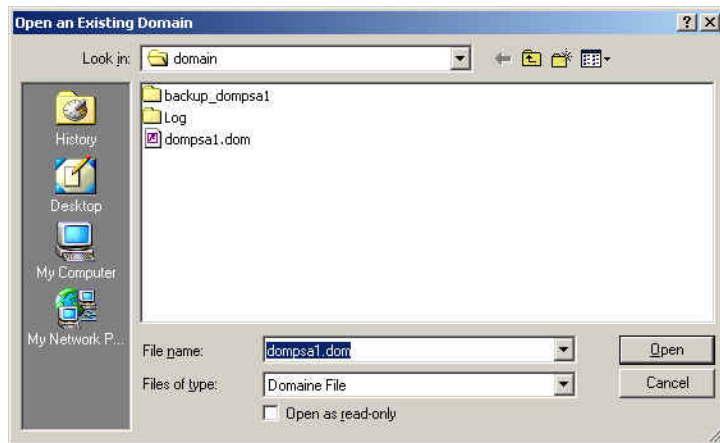 Open an Existing Domain
Look in: domain
History
Desktop
My Computer
My Network P...
backup_dompsa1
Log
dompsa1.dom
File name: dompsa1.dom Open
Files of type: Domaine File Cancel
Open as read-only